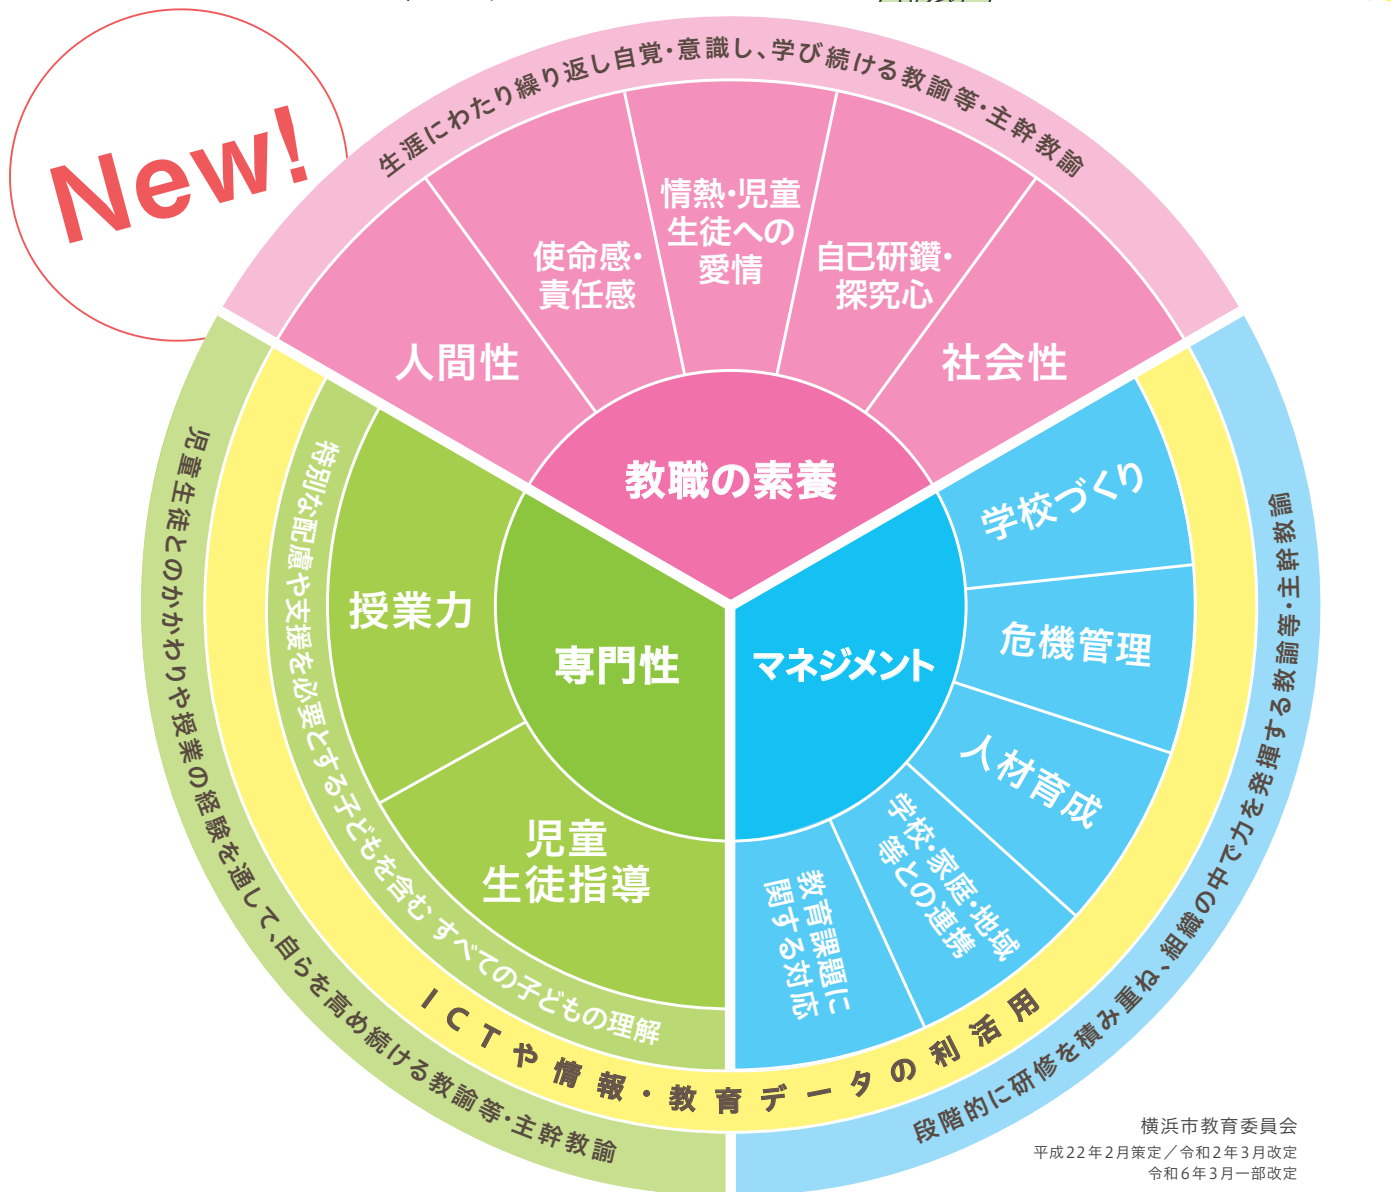 New!
生涯にわたり繰り返し自覚・意識し、学び続ける教諭等・主幹教諭
人間性
使命感・
責任感
情熱・児童
生徒への
愛情
自己研鑽・
探究心
社会性
教職の素養
児童生徒とのかかわりや授業の経験を通して、自らを高め続ける教諭等・主幹教諭
特別な配慮や支援を必要とする子どもを含む すべての子どもの理解
授業力
児童
生徒指導
専門性
マネジメント
学校づくり
危機管理
人材育成
学校・家庭・地域
等との連携
教育課題に
関する対応
段階的に研修を積み重ね、組織の中で力を発揮する教諭等・主幹教諭
ICTや情報・教育データの利活用
横浜市教育委員会
平成22年2月策定／令和2年3月改定
令和6年3月一部改定